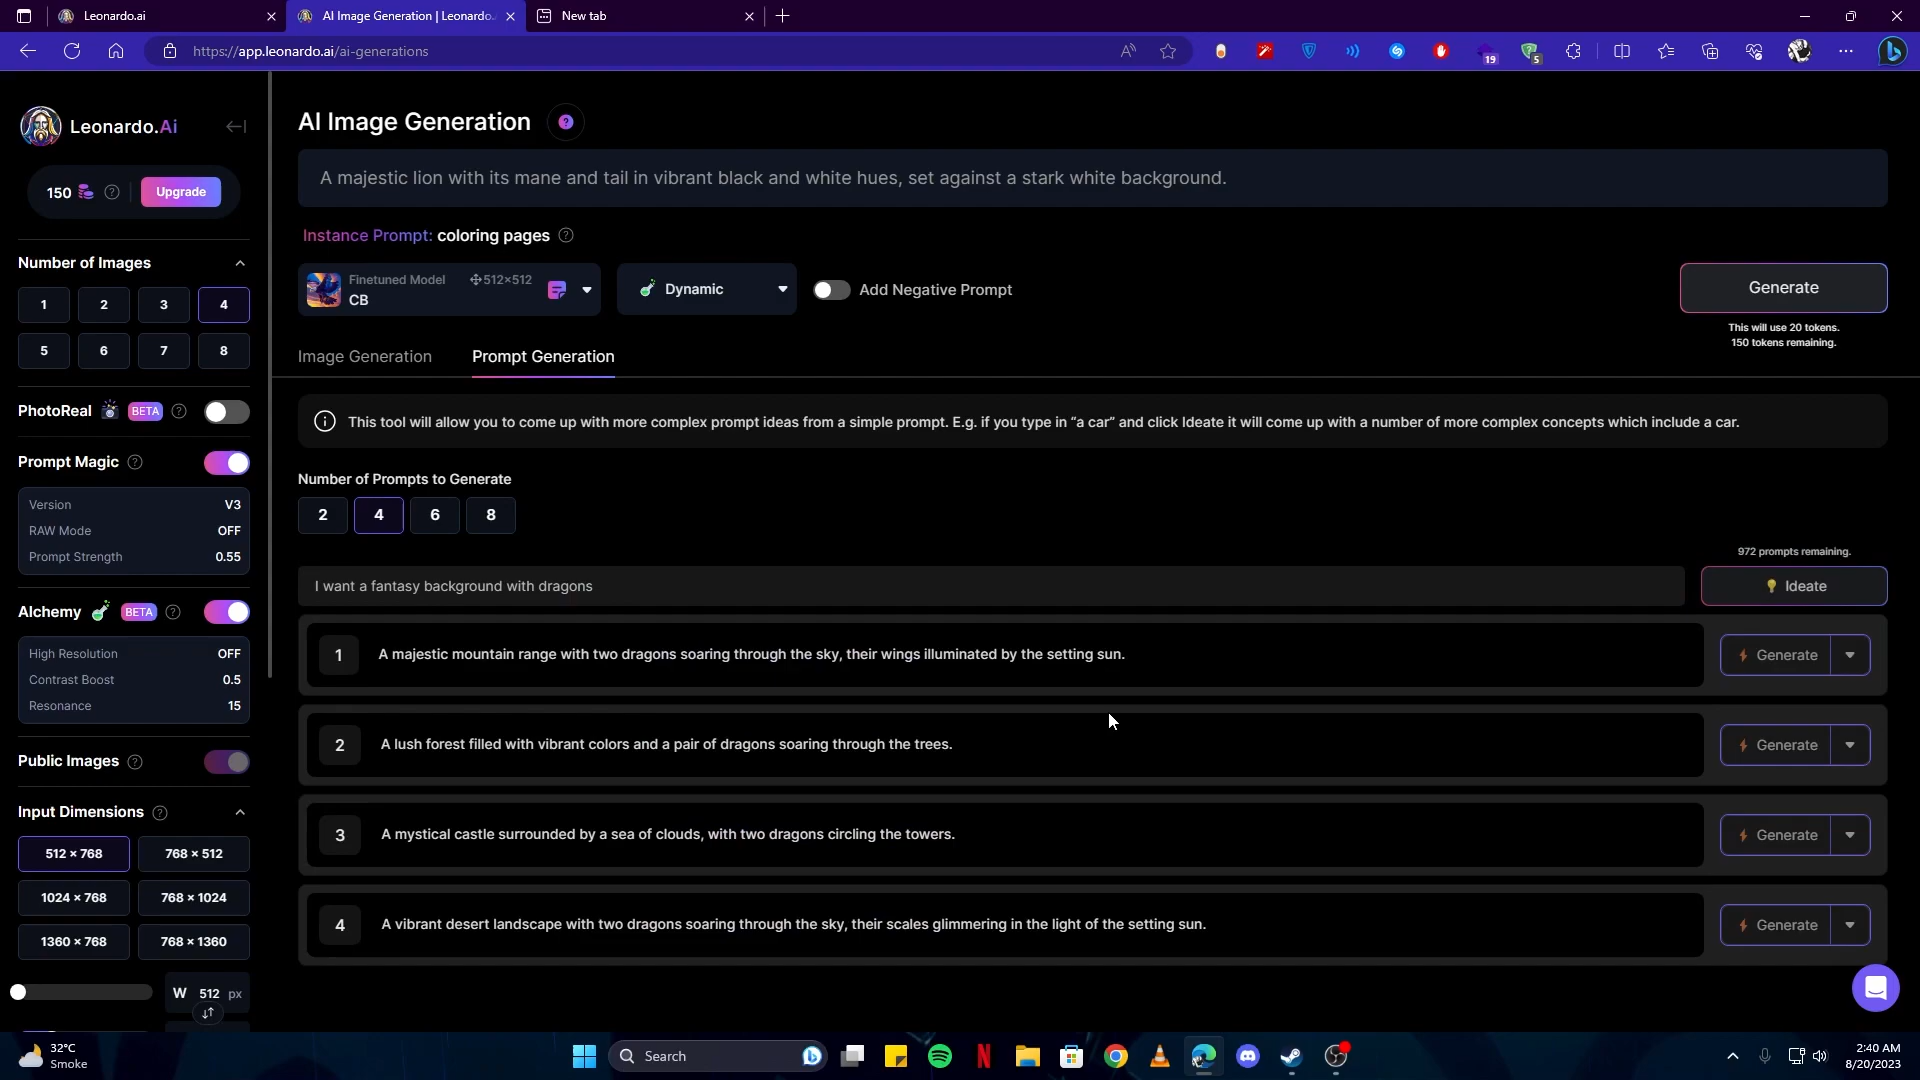 Leonardo.ai
AI Image Generation | Leonardo.
New tab
https://app.leonardo.ai/ai-generations
19
5
Leonardo.Ai
150
Upgrade
Number of Images
1 2 3 4
5 6 7 8
PhotoReal BETA
Prompt Magic
Version V3
RAW Mode OFF
Prompt Strength 0.55
Alchemy BETA
High Resolution OFF
Contrast Boost 0.5
Resonance 15
Public Images
Input Dimensions
512 × 768 768 × 512
1024 × 768 768 × 1024
1360 × 768 768 × 1360
W 512 px
AI Image Generation
A majestic lion with its mane and tail in vibrant black and white hues, set against a stark white background.
Instance Prompt: coloring pages
Finetuned Model 512×512
CB
Dynamic
Add Negative Prompt
Generate
This will use 20 tokens.
150 tokens remaining.
Image Generation Prompt Generation
This tool will allow you to come up with more complex prompt ideas from a simple prompt. E.g. if you type in “a car” and click Ideate it will come up with a number of more complex concepts which include a car.
Number of Prompts to Generate
2 4 6 8
972 prompts remaining.
I want a fantasy background with dragons
Ideate
1 A majestic mountain range with two dragons soaring through the sky, their wings illuminated by the setting sun. Generate
2 A lush forest filled with vibrant colors and a pair of dragons soaring through the trees. Generate
3 A mystical castle surrounded by a sea of clouds, with two dragons circling the towers. Generate
4 A vibrant desert landscape with two dragons soaring through the sky, their scales glimmering in the light of the setting sun. Generate
32°C
Smoke
Search
2:40 AM
8/20/2023